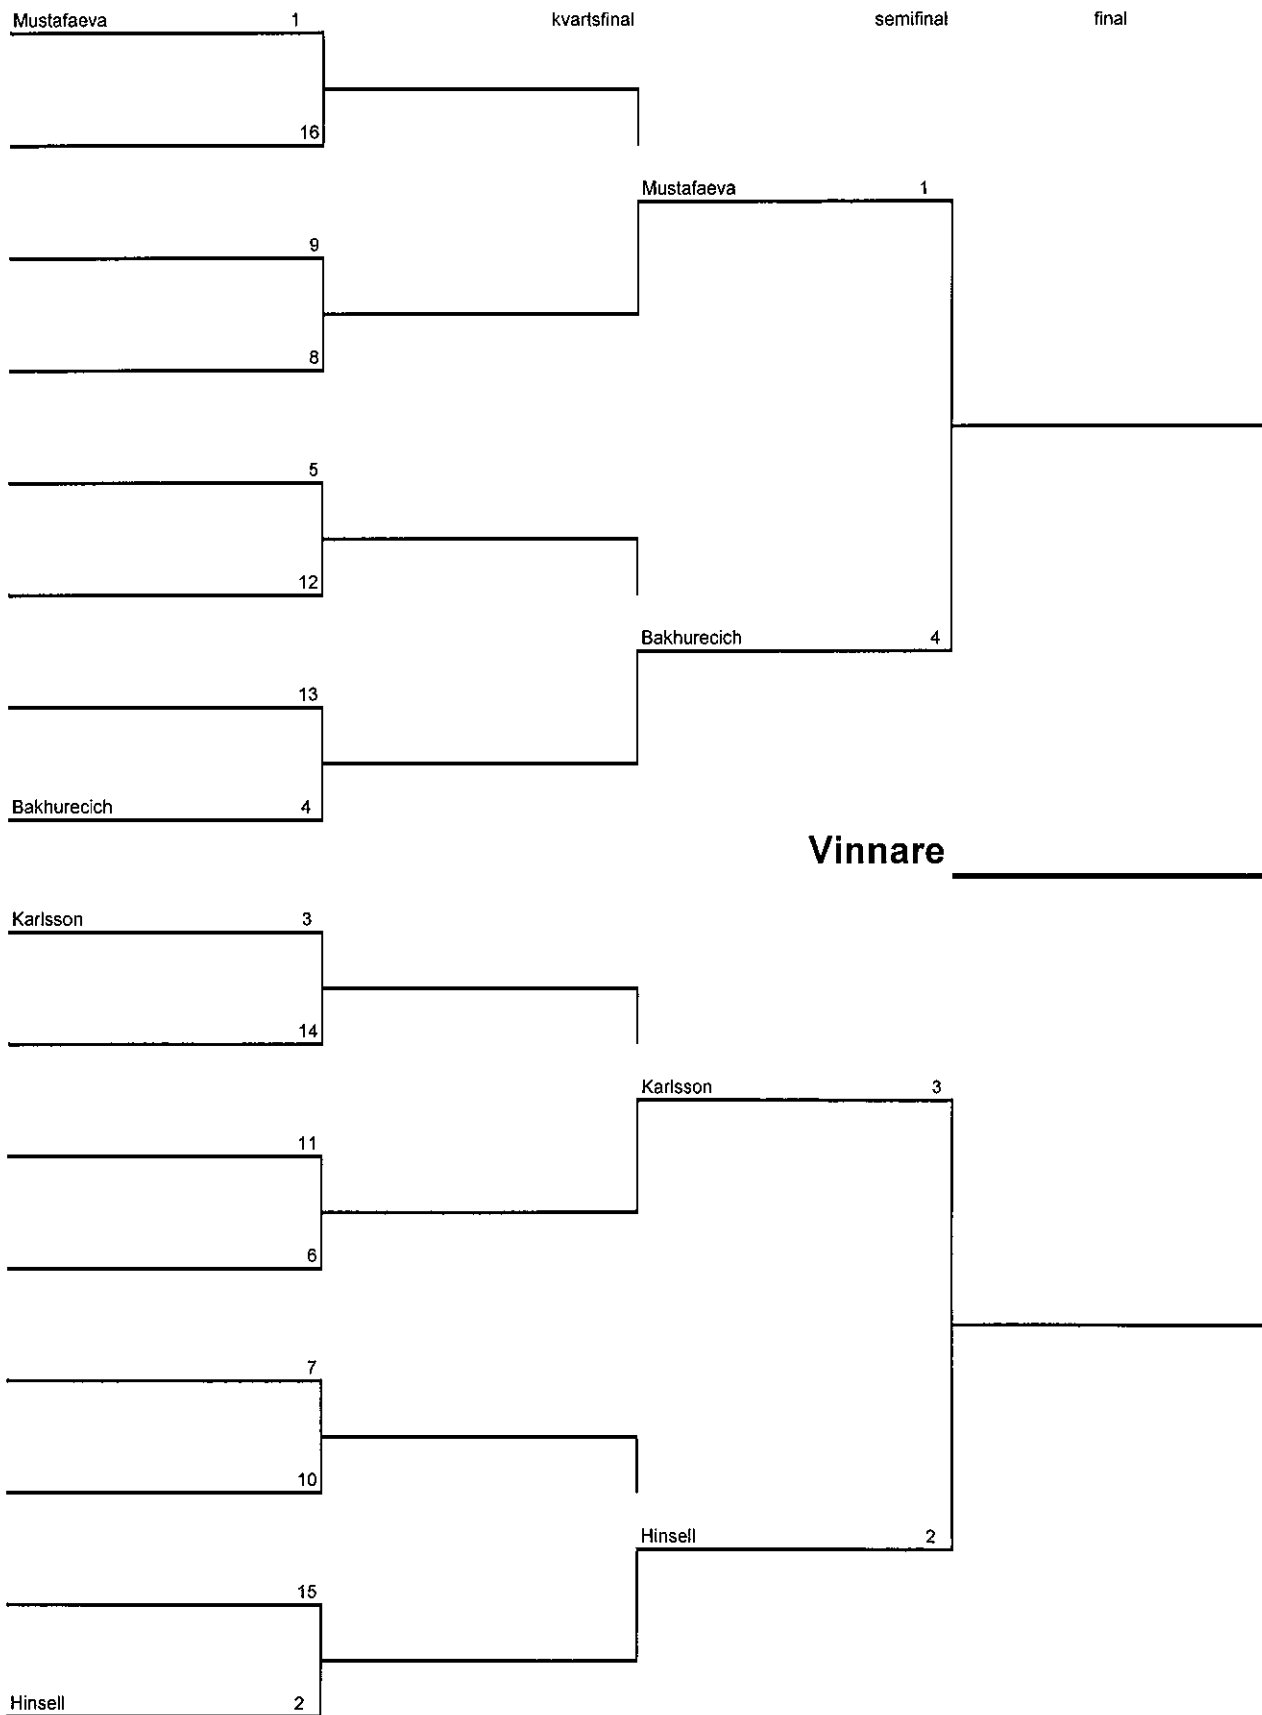 Mustafaeva 1 kvartsfinal semifinal final
16
Mustafaeva 1
9
8
5
12
Bakhurecich 4
13
Bakhurecich 4
Vinnare
Karlsson 3
14
Karlsson 3
11
6
7
10
Hinsell 2
15
Hinsell 2